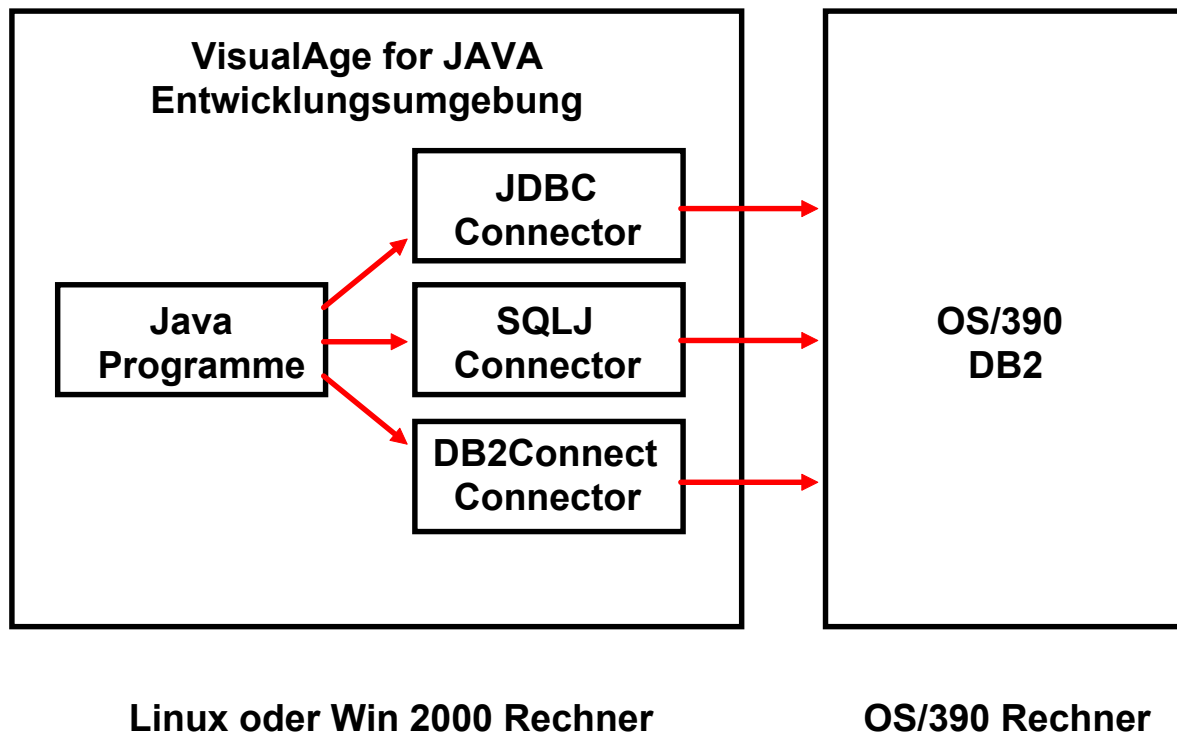 VisualAge for JAVA
Entwicklungsumgebung
JDBC
Connector
Java
Programme
SQLJ
Connector
DB2Connect
Connector
OS/390
DB2
Linux oder Win 2000 Rechner
OS/390 Rechner